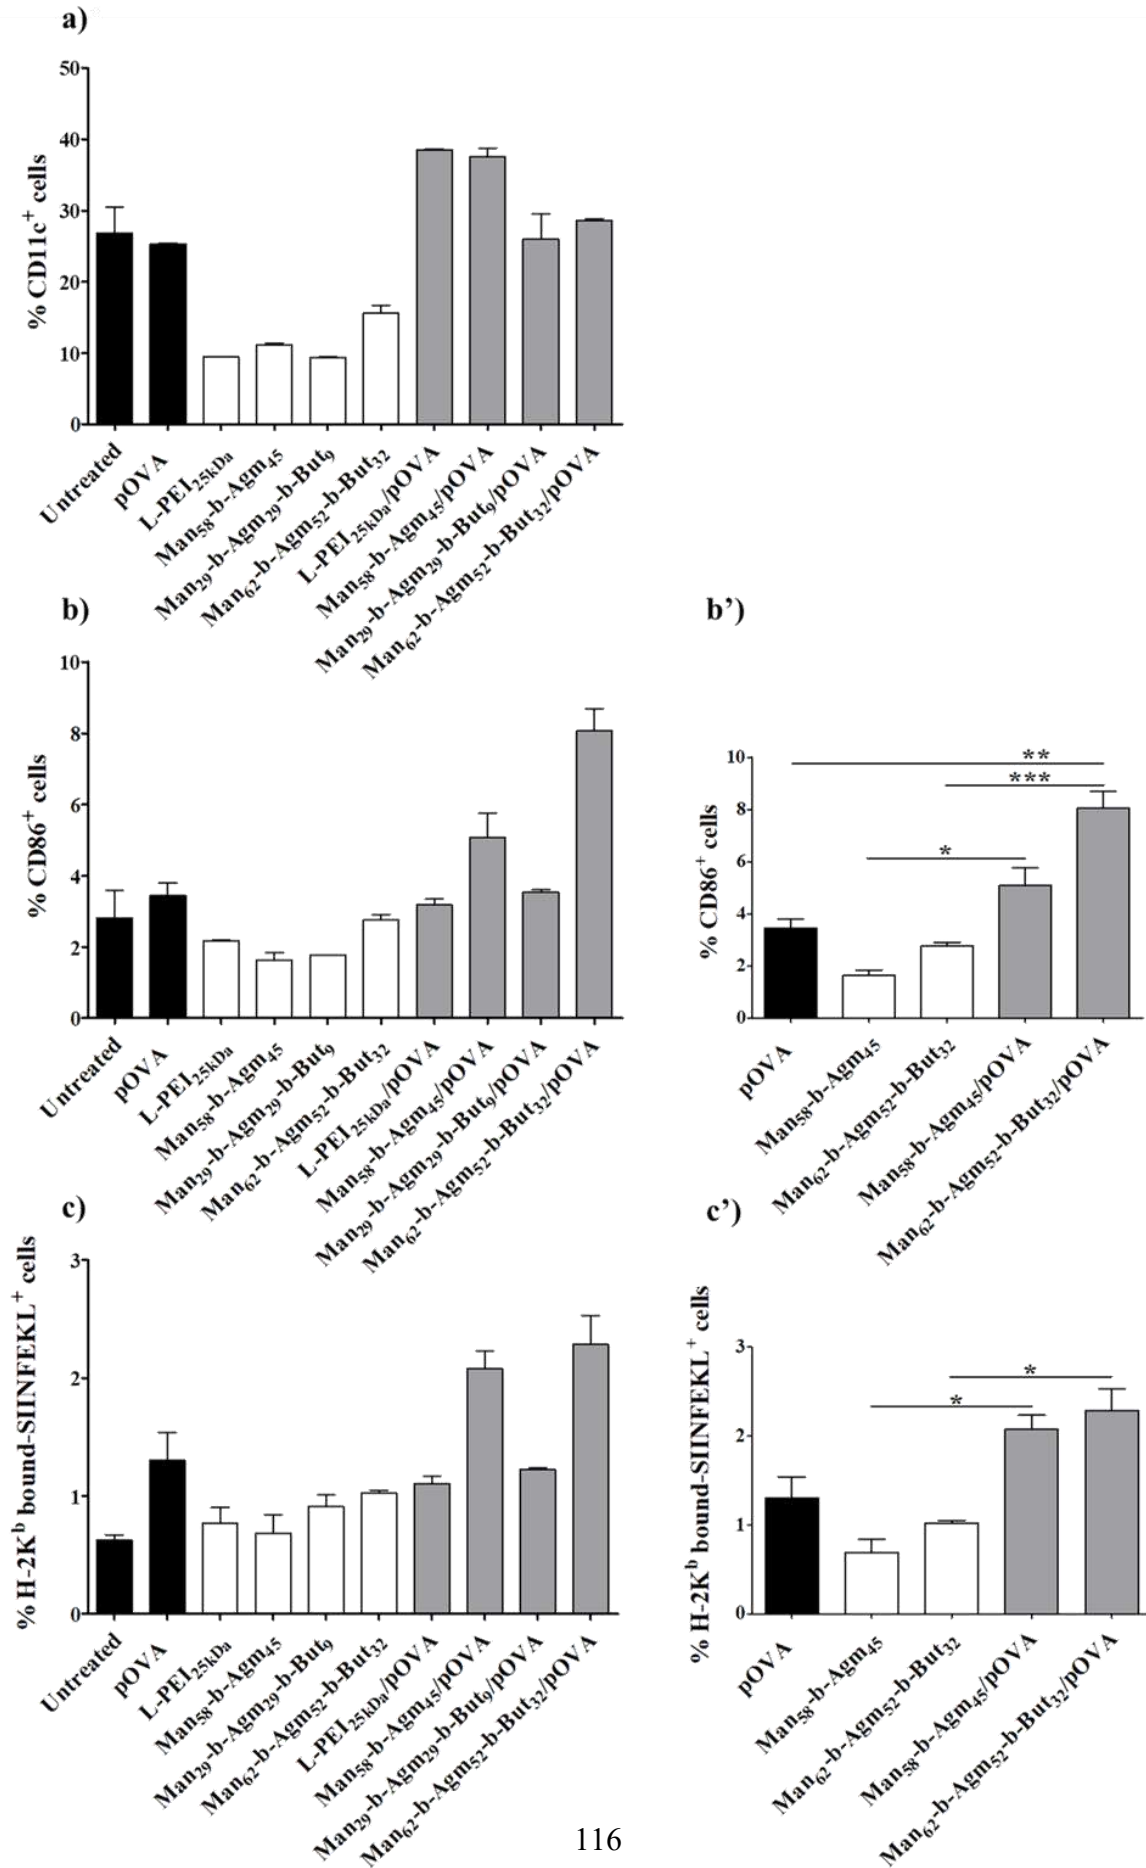 a)
% CD11c⁺ cells
50
40
30
20
10
0
Untreated
pOVA
L-PEI₂₅ₖDₐ
Man₅₈-b-Agm₄₅
Man₂₉-b-Agm₂₉-b-But₉
Man₆₂-b-Agm₅₂-b-But₃₂
L-PEI₂₅ₖDₐ/pOVA
Man₅₈-b-Agm₄₅/pOVA
Man₂₉-b-Agm₂₉-b-But₉/pOVA
Man₆₂-b-Agm₅₂-b-But₃₂/pOVA
b)
% CD86⁺ cells
10
8
6
4
2
0
Untreated
pOVA
L-PEI₂₅ₖDₐ
Man₅₈-b-Agm₄₅
Man₂₉-b-Agm₂₉-b-But₉
Man₆₂-b-Agm₅₂-b-But₃₂
L-PEI₂₅ₖDₐ/pOVA
Man₅₈-b-Agm₄₅/pOVA
Man₂₉-b-Agm₂₉-b-But₉/pOVA
Man₆₂-b-Agm₅₂-b-But₃₂/pOVA
b’)
% CD86⁺ cells
10
8
6
4
2
0
**
***
*
pOVA
Man₅₈-b-Agm₄₅
Man₆₂-b-Agm₅₂-b-But₃₂
Man₅₈-b-Agm₄₅/pOVA
Man₆₂-b-Agm₅₂-b-But₃₂/pOVA
c)
% H-2Kᵇ bound-SIINFEKL⁺ cells
3
2
1
0
Untreated
pOVA
L-PEI₂₅ₖDₐ
Man₅₈-b-Agm₄₅
Man₂₉-b-Agm₂₉-b-But₉
Man₆₂-b-Agm₅₂-b-But₃₂
L-PEI₂₅ₖDₐ/pOVA
Man₅₈-b-Agm₄₅/pOVA
Man₂₉-b-Agm₂₉-b-But₉/pOVA
Man₆₂-b-Agm₅₂-b-But₃₂/pOVA
c’)
% H-2Kᵇ bound-SIINFEKL⁺ cells
3
2
1
0
*
*
pOVA
Man₅₈-b-Agm₄₅
Man₆₂-b-Agm₅₂-b-But₃₂
Man₅₈-b-Agm₄₅/pOVA
Man₆₂-b-Agm₅₂-b-But₃₂/pOVA
116